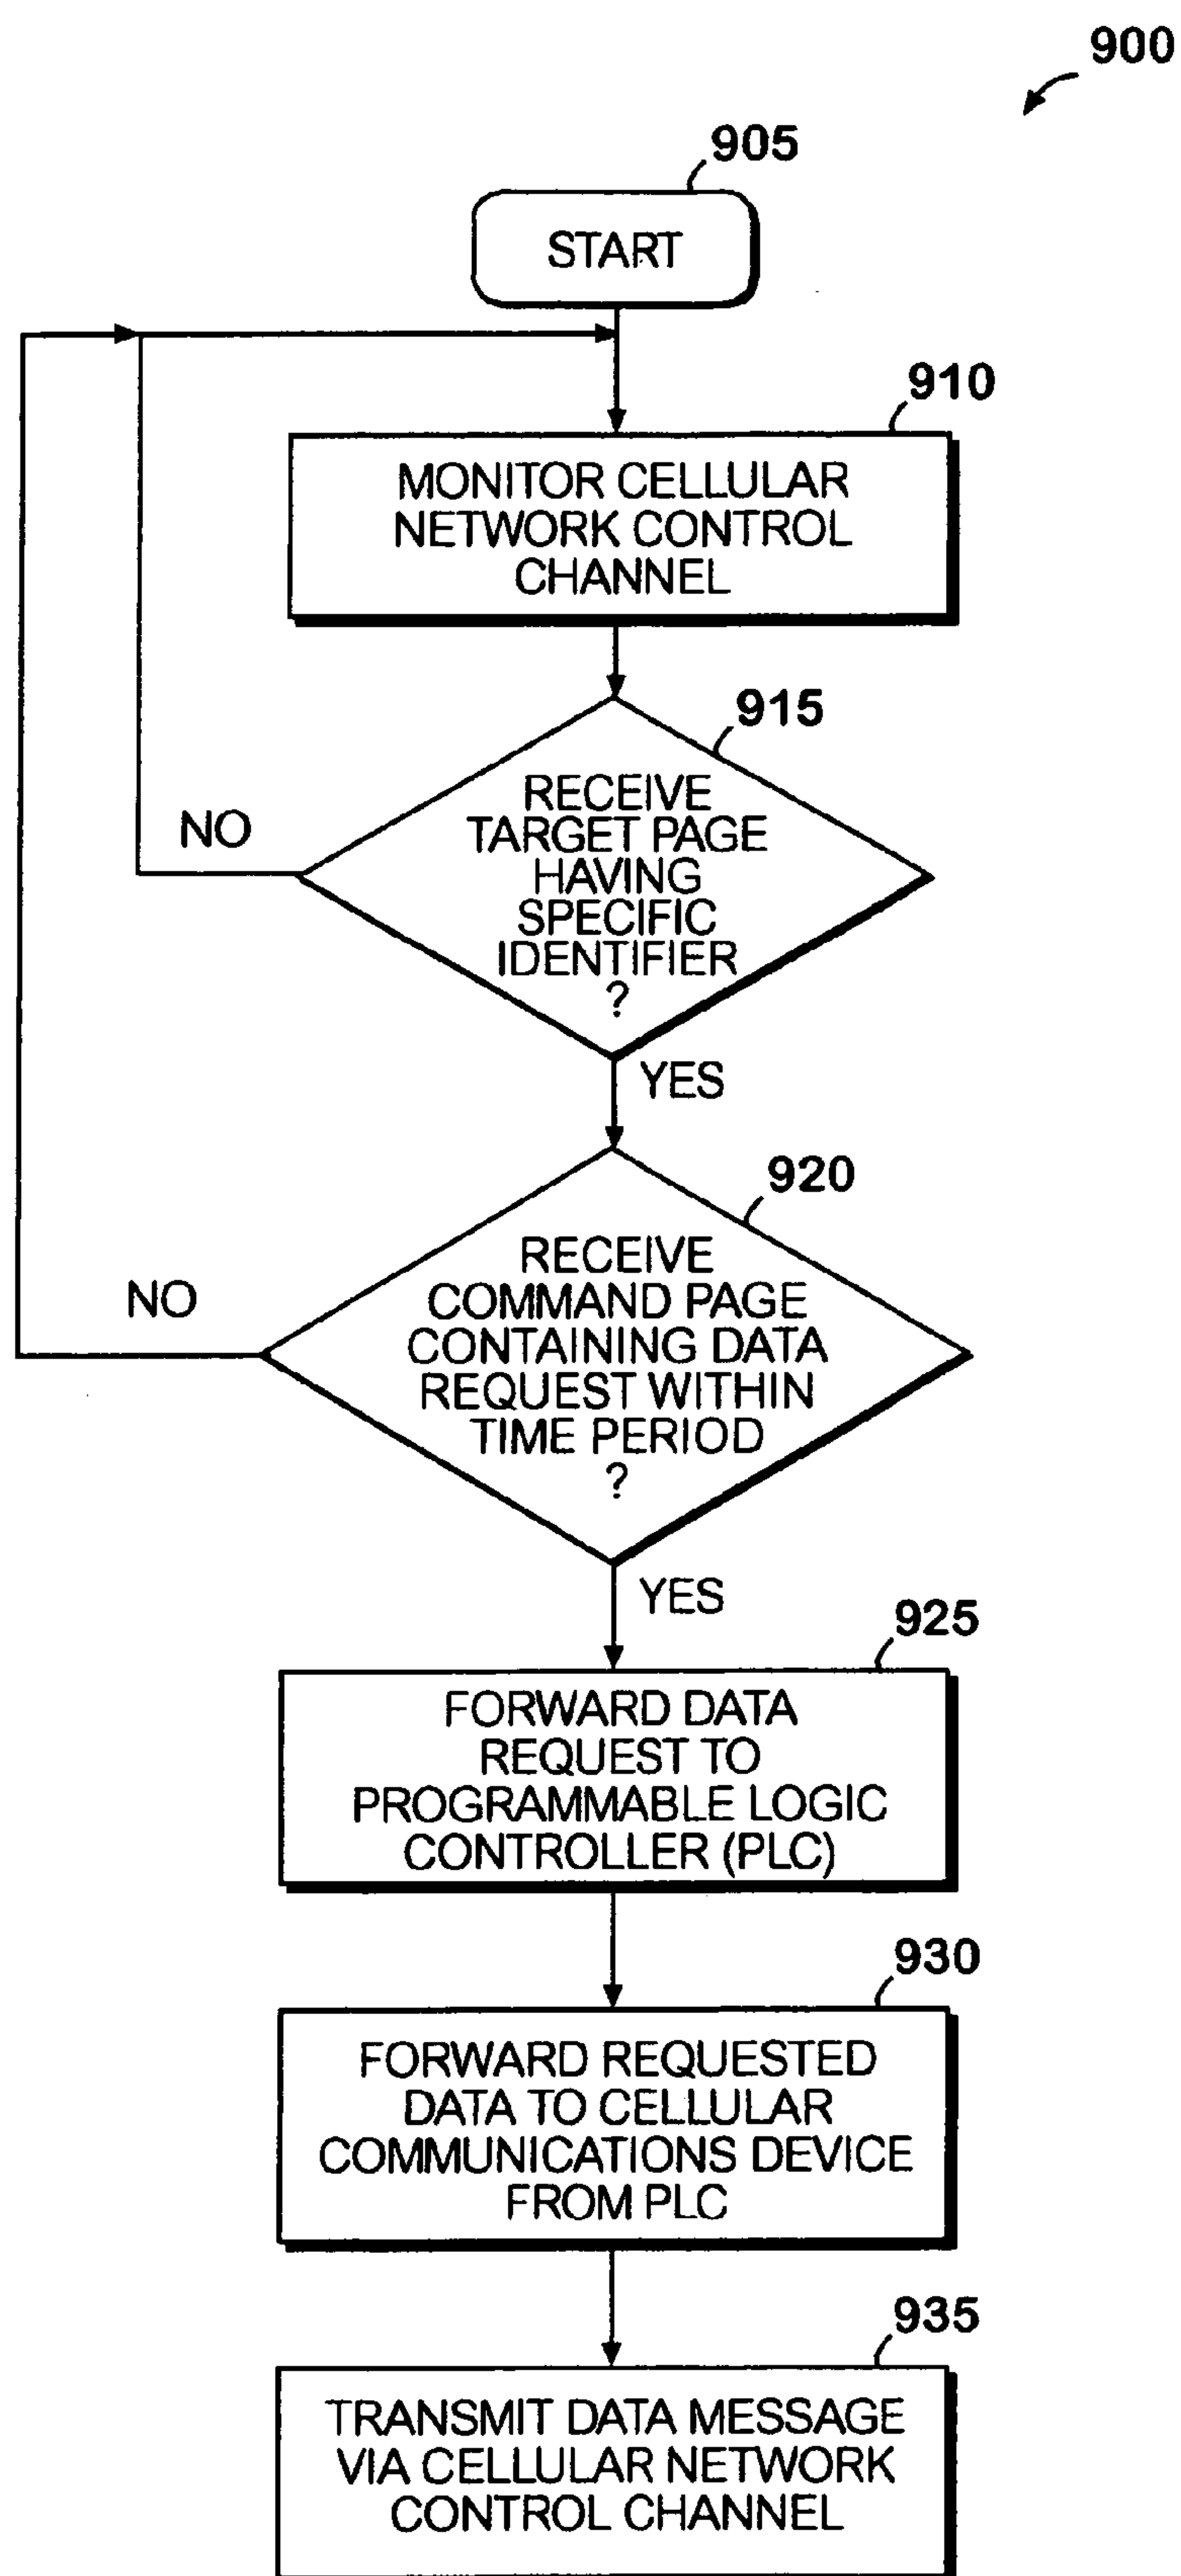 900
905
START
910
MONITOR CELLULAR
NETWORK CONTROL
CHANNEL
915
RECEIVE
TARGET PAGE
HAVING
SPECIFIC
IDENTIFIER
?
NO
YES
920
RECEIVE
COMMAND PAGE
CONTAINING DATA
REQUEST WITHIN
TIME PERIOD
?
NO
YES
925
FORWARD DATA
REQUEST TO
PROGRAMMABLE LOGIC
CONTROLLER (PLC)
930
FORWARD REQUESTED
DATA TO CELLULAR
COMMUNICATIONS DEVICE
FROM PLC
935
TRANSMIT DATA MESSAGE
VIA CELLULAR NETWORK
CONTROL CHANNEL